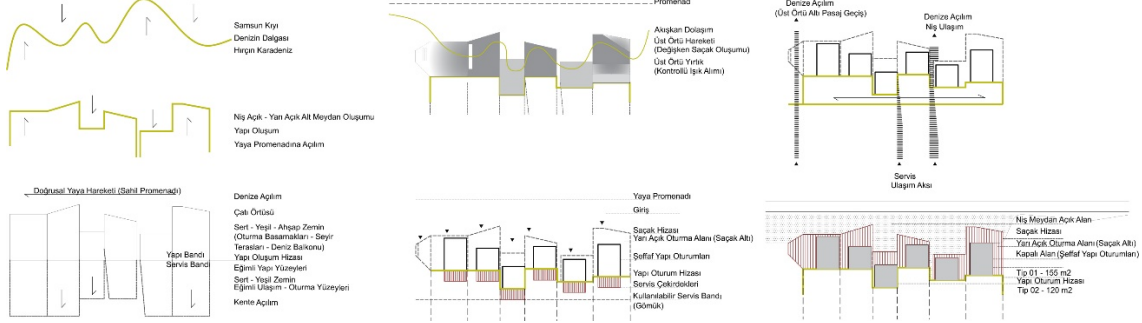 Samsun Kıyı
Denizin Dalgası
Hırçın Karadeniz
Niş Açık - Yarı Açık Alt Meydan Oluşumu
Yapı Oluşum
Yaya Promenadına Açılım
Promenad
Akışkan Dolaşım
Üst Örtü Hareketi
(Değişken Saçak Oluşumu)
Üst Örtü Yırtık
(Kontrollü Işık Alımı)
Denize Açılım
(Üst Örtü Altı Pasaj Geçiş)
Denize Açılım
Niş Ulaşım
Servis
Ulaşım Aksı
Doğrusal Yaya Hareketi (Sahil Promenadı)
Yapı Bandı
Servis Bandı
Denize Açılım
Çatı Örtüsü
Sert - Yeşil - Ahşap Zemin
(Oturma Basamakları - Seyir
Terasları - Deniz Balkonu)
Yapı Oluşum Hizası
Eğimli Yapı Yüzeyleri
Sert - Yeşil Zemin
Eğimli Ulaşım - Oturma Yüzeyleri
Kente Açılım
Yaya Promenadı
Giriş
Saçak Hizası
Yarı Açık Oturma Alanı (Saçak Altı)
Şeffaf Yapı Oturumları
Yapı Oturum Hizası
Servis Çekirdekleri
Kullanılabilir Servis Bandı
(Gömük)
Niş Meydan Açık Alan
Saçak Hizası
Yarı Açık Oturma Alanı (Saçak Altı)
Kapalı Alan (Şeffaf Yapı Oturumları)
Tip 01 - 155 m2
Yapı Oturum Hizası
Tip 02 - 120 m2